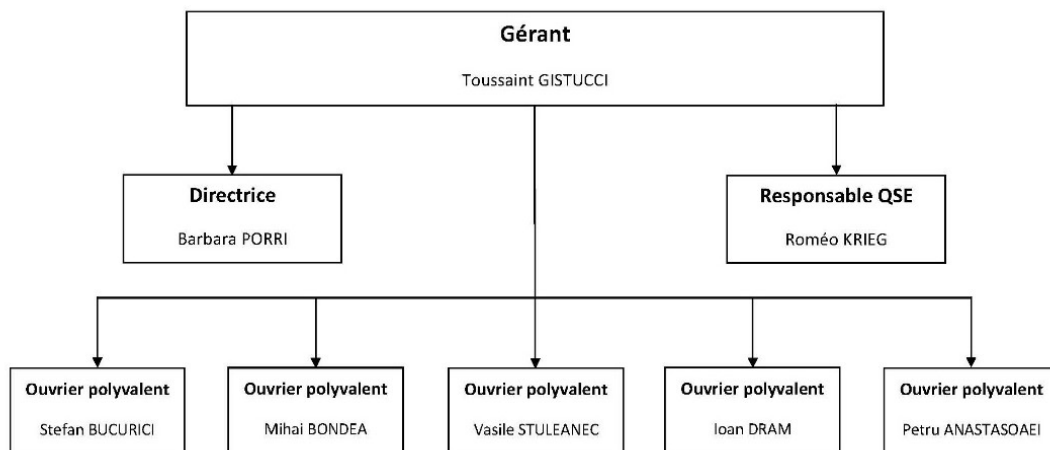 Gérant
Toussaint GISTUCCI
Directrice
Barbara PORRI
Responsable QSE
Roméo KRIEG
Ouvrier polyvalent
Stefan BUCURICI
Ouvrier polyvalent
Mihai BONDEA
Ouvrier polyvalent
Vasile STULEANEC
Ouvrier polyvalent
Ioan DRAM
Ouvrier polyvalent
Petru ANASTASOAEI